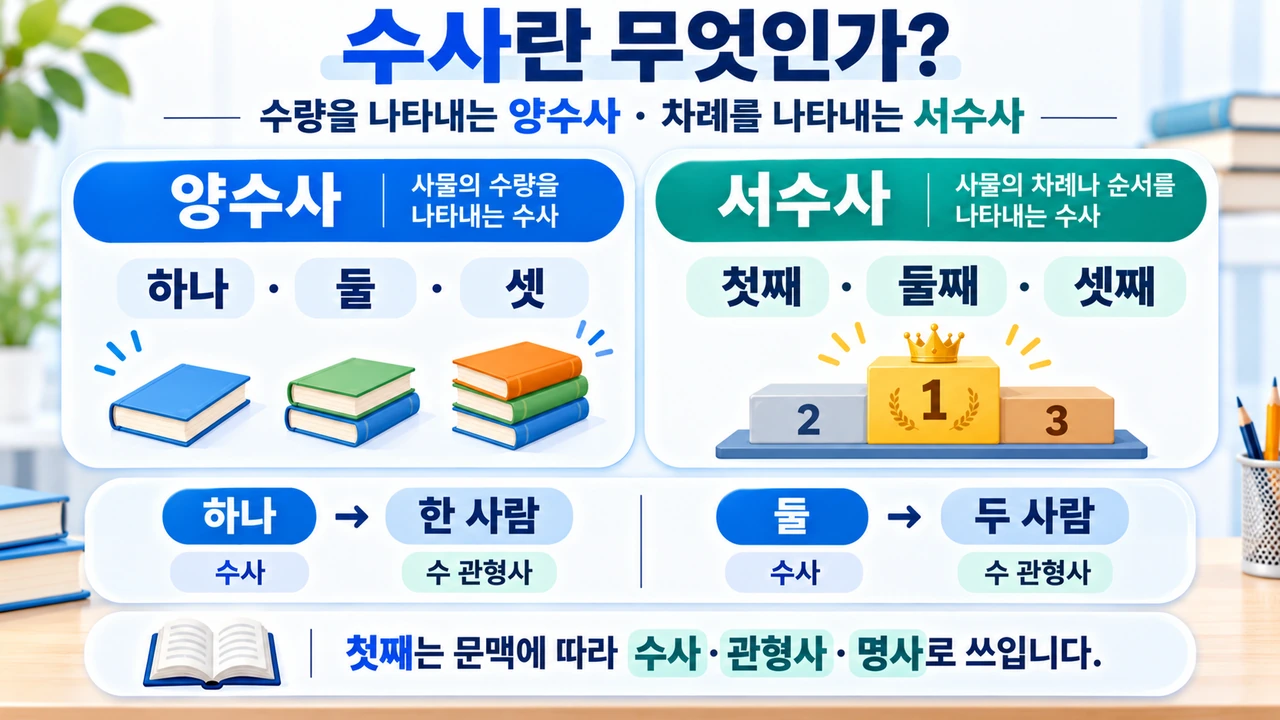 수사란 무엇인가?
수량을 나타내는 양수사 · 차례를 나타내는 서수사
양수사
사물의 수량을
나타내는 수사
하나 · 둘 · 셋
서수사
사물의 차례나 순서를
나타내는 수사
첫째 · 둘째 · 셋째
2 1 3
하나 → 한 사람
수사 수 관형사
둘 → 두 사람
수사 수 관형사
첫째는 문맥에 따라 수사 · 관형사 · 명사로 쓰입니다.